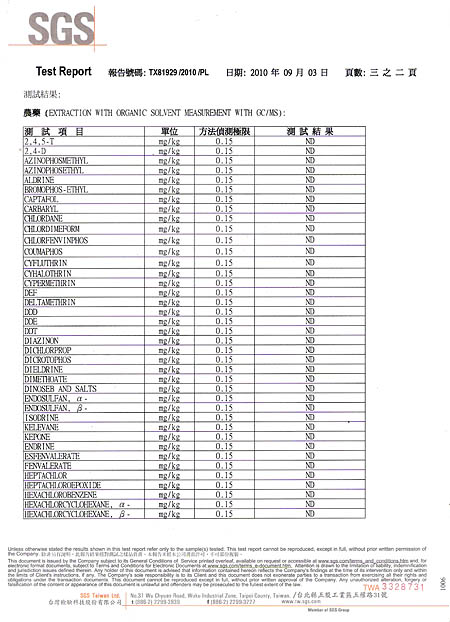 SGS
Test Report 報告號碼: TX81929 /2010 /PL 日期: 2010 年 09 月 03 日 頁數: 三 之 二 頁
測試結果:
農藥 (EXTRACTION WITH ORGANIC SOLVENT MEASUREMENT WITH GC/MS):
測 試 項 目 單位 方法偵測極限 測 試 結 果
2,4,5-T mg/kg 0.15 ND
2,4-D mg/kg 0.15 ND
AZINOPHOSMETHYL mg/kg 0.15 ND
AZINOPHOSETHYL mg/kg 0.15 ND
ALDRINE mg/kg 0.15 ND
BROMOPHOS-ETHYL mg/kg 0.15 ND
CAPTAFOL mg/kg 0.15 ND
CARBARYL mg/kg 0.15 ND
CHLORDANE mg/kg 0.15 ND
CHLORDIMEFORM mg/kg 0.15 ND
CHLORFENVINPHOS mg/kg 0.15 ND
COUMAPHOS mg/kg 0.15 ND
CYFLUTHRIN mg/kg 0.15 ND
CYHALOTHRIN mg/kg 0.15 ND
CYPERMETHRIN mg/kg 0.15 ND
DEF mg/kg 0.15 ND
DELTAMETHRIN mg/kg 0.15 ND
DDD mg/kg 0.15 ND
DDE mg/kg 0.15 ND
DDT mg/kg 0.15 ND
DIAZINON mg/kg 0.15 ND
DICHLORPROP mg/kg 0.15 ND
DICROTOPHOS mg/kg 0.15 ND
DIELDRINE mg/kg 0.15 ND
DIMETHOATE mg/kg 0.15 ND
DINOSEB AND SALTS mg/kg 0.15 ND
ENDOSULFAN, α- mg/kg 0.15 ND
ENDOSULFAN, β- mg/kg 0.15 ND
ISODRINE mg/kg 0.15 ND
KELEVANE mg/kg 0.15 ND
KEPONE mg/kg 0.15 ND
ENDRINE mg/kg 0.15 ND
ESFENVALERATE mg/kg 0.15 ND
FENVALERATE mg/kg 0.15 ND
HEPTACHLOR mg/kg 0.15 ND
HEPTACHLOROEPOXIDE mg/kg 0.15 ND
HEXACHLOROBENZENE mg/kg 0.15 ND
HEXACHLORCYCLOHEXANE, α- mg/kg 0.15 ND
HEXACHLORCYCLOHEXANE, β- mg/kg 0.15 ND
Unless otherwise stated the results shown in this test report refer only to the sample(s) tested. This test report cannot be reproduced, except in full, without prior written permission of
the Company.
This document is issued by the Company subject to its General Conditions of Service printed overleaf, available on request or accessible at www.sgs.com/terms_and_conditions.htm and, for
electronic format documents, subject to Terms and Conditions for Electronic Documents at www.sgs.com/terms_e-document.htm. Attention is drawn to the limitation of liability, indemnification
and jurisdiction issues defined therein. Any holder of this document is advised that information contained hereon reflects the Company's findings at the time of its intervention only and within
the limits of Client's instructions, if any. The Company's sole responsibility is to its Client and this document does not exonerate parties to a transaction from exercising all their rights and
obligations under the transaction documents. This document cannot be reproduced except in full, without prior written approval of the Company. Any unauthorized alteration, forgery or
falsification of the content or appearance of this document is unlawful and offenders may be prosecuted to the fullest extent of the law.
TWA 3328731
SGS Taiwan Ltd. No.31 Wu Chyuan Road, Wuku Industrial Zone, Taipei County, Taiwan. /台北縣五股工業區五權路31號
台灣檢驗科技股份有限公司 t (886-2) 2299-3939 f (886-2) 2299-3227 www.tw.sgs.com
Member of SGS Group